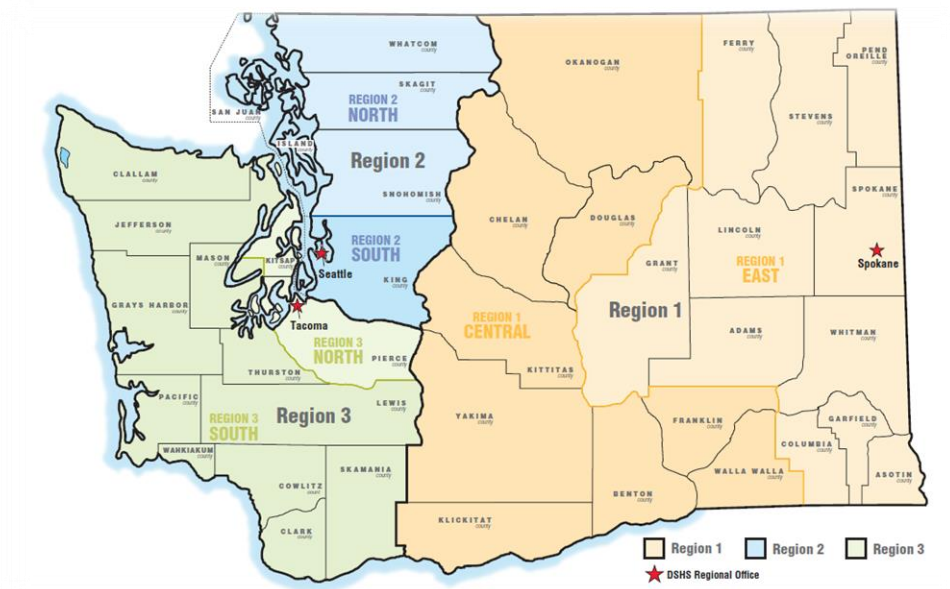 WHATCOM
county
SKAGIT
county
REGION 2
NORTH
SAN JUAN
county
ISLAND
county
Region 2
SNOHOMISH
county
REGION 2
SOUTH
Seattle
KING
county
CLALLAM
county
JEFFERSON
county
MASON
county
KITSAP
county
GRAYS HARBOR
county
Tacoma
REGION 3
NORTH
PIERCE
county
THURSTON
county
PACIFIC
county
REGION 3
SOUTH
Region 3
LEWIS
county
WAHKIAKUM
county
COWLITZ
county
SKAMANIA
county
CLARK
county
OKANOGAN
county
FERRY
county
PEND
OREILLE
county
STEVENS
county
SPOKANE
county
Spokane
CHELAN
county
DOUGLAS
county
LINCOLN
county
GRANT
county
REGION 1
EAST
Region 1
REGION 1
CENTRAL
ADAMS
county
WHITMAN
county
KITTITAS
county
YAKIMA
county
FRANKLIN
county
GARFIELD
county
COLUMBIA
county
WALLA WALLA
county
ASOTIN
county
BENTON
county
KLICKITAT
county
Region 1
Region 2
Region 3
DSHS Regional Office